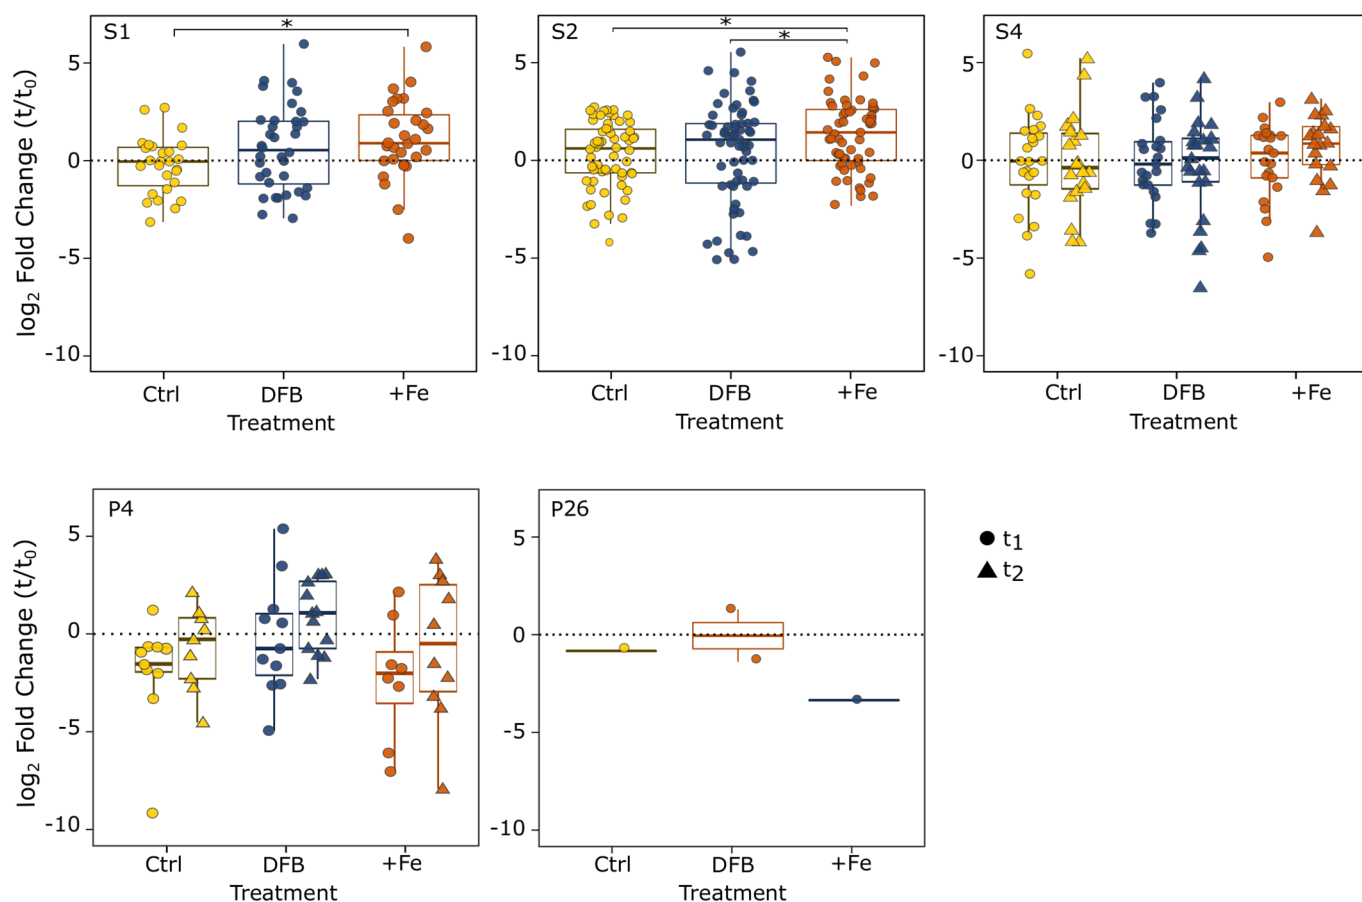 S1
*
S2
*
*
S4
log₂ Fold Change (t/t₀)
5
0
-5
-10
5
0
-5
-10
5
0
-5
-10
Ctrl DFB +Fe
Treatment
Ctrl DFB +Fe
Treatment
Ctrl DFB +Fe
Treatment
P4
P26
log₂ Fold Change (t/t₀)
5
0
-5
-10
5
0
-5
-10
t₁
t₂
Ctrl DFB +Fe
Treatment
Ctrl DFB +Fe
Treatment